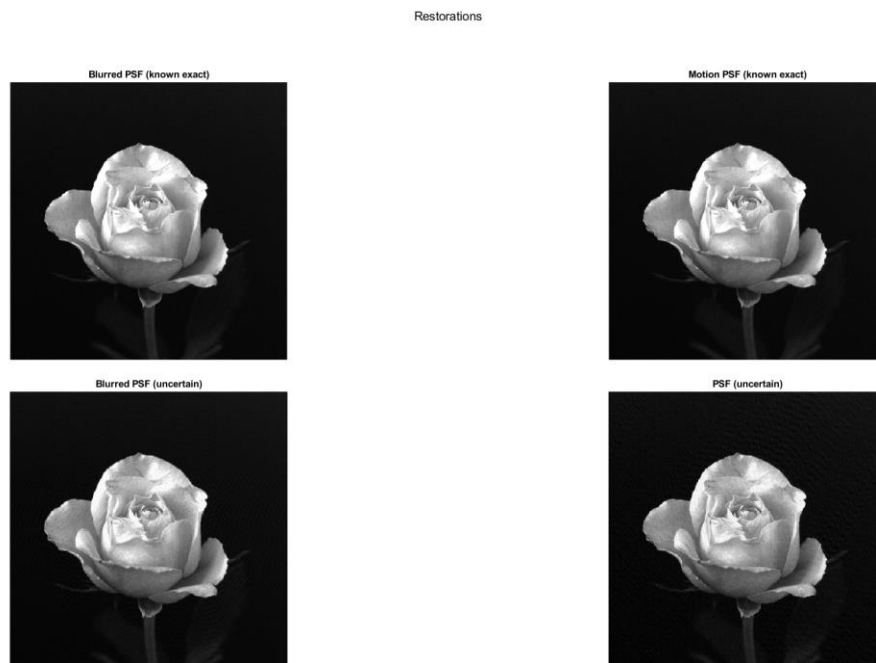 Restorations
Blurred PSF (known exact)
Motion PSF (known exact)
Blurred PSF (uncertain)
PSF (uncertain)